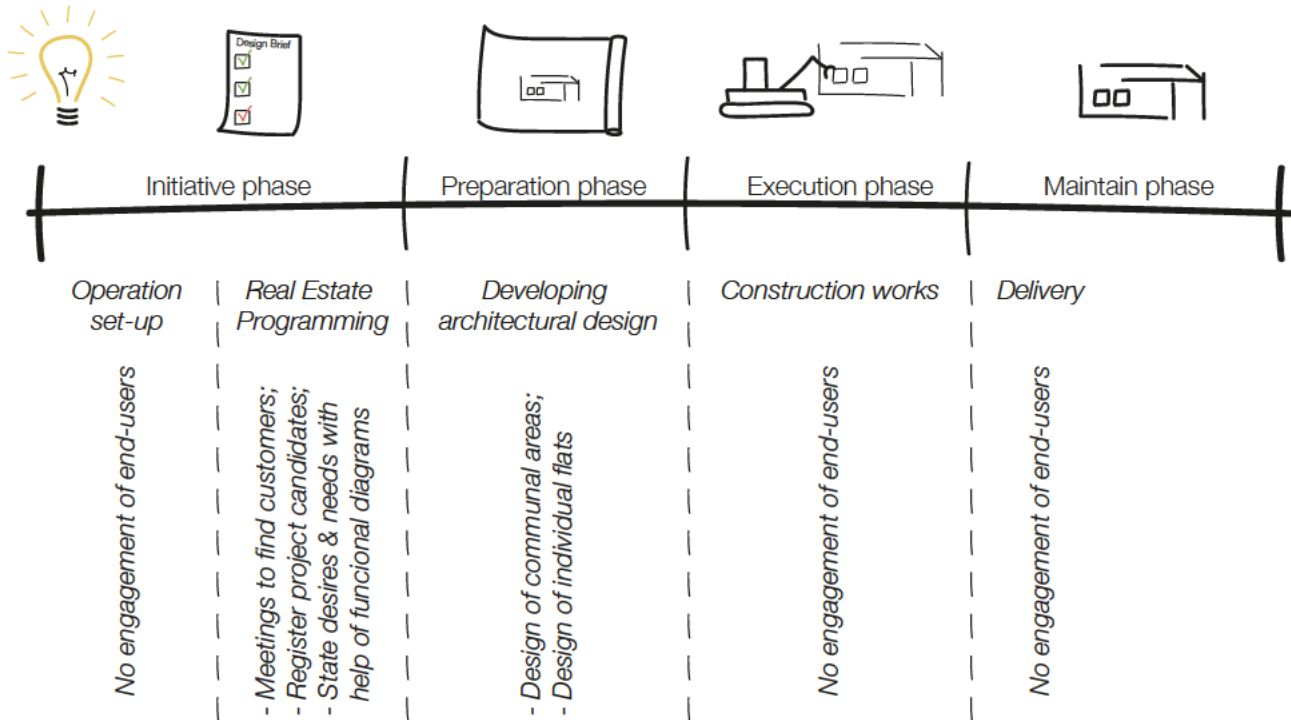 Design Brief
Initiative phase
Preparation phase
Execution phase
Maintain phase
Operation
set-up
Real Estate
Programming
Developing
architectural design
Construction works
Delivery
No engagement of end-users
- Meetings to find customers;
- Register project candidates;
- State desires & needs with
help of funcional diagrams
- Design of communal areas;
- Design of individual flats
No engagement of end-users
No engagement of end-users